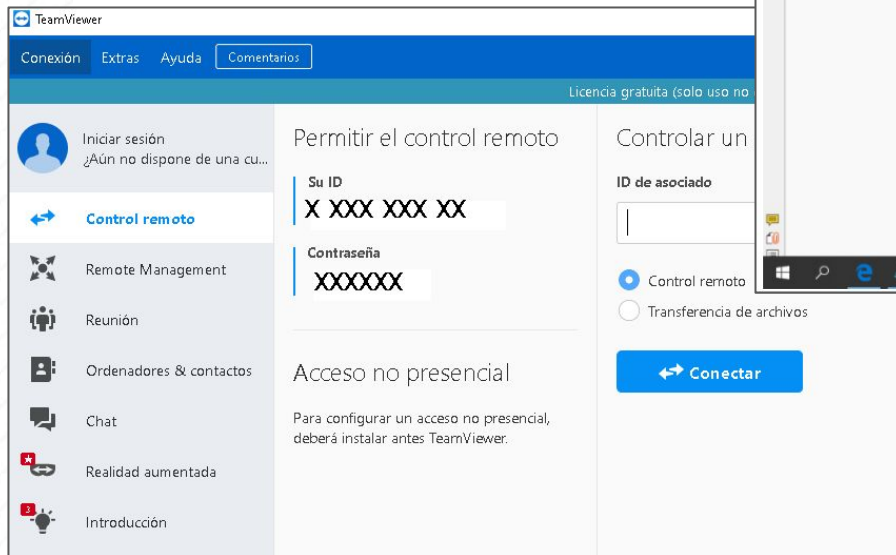 TeamViewer
Conexión Extras Ayuda Comentarios
Licencia gratuita (solo uso no
Iniciar sesión
¿Aún no dispone de una cu...
Control remoto
Remote Management
Reunión
Ordenadores & contactos
Chat
Realidad aumentada
3
Introducción
Permitir el control remoto
Su ID
X XXX XXX XX
Contraseña
XXXXXX
Acceso no presencial
Para configurar un acceso no presencial,
deberá instalar antes TeamViewer.
Controlar un
ID de asociado
Control remoto
Transferencia de archivos
Conectar